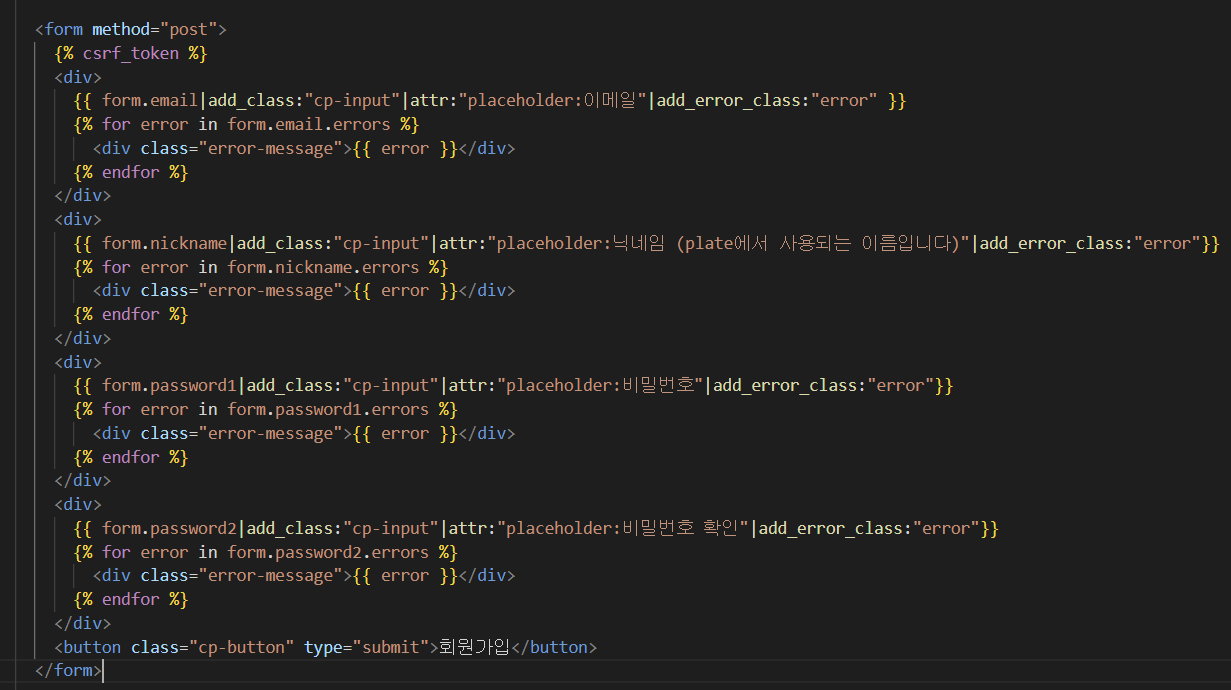 <form method="post">
{% csrf_token %}
<div>
{{ form.email|add_class:"cp-input"|attr:"placeholder:이메일"|add_error_class:"error" }}
{% for error in form.email.errors %}
<div class="error-message">{{ error }}</div>
{% endfor %}
</div>
<div>
{{ form.nickname|add_class:"cp-input"|attr:"placeholder:닉네임 (plate에서 사용되는 이름입니다)"|add_error_class:"error"}}
{% for error in form.nickname.errors %}
<div class="error-message">{{ error }}</div>
{% endfor %}
</div>
<div>
{{ form.password1|add_class:"cp-input"|attr:"placeholder:비밀번호"|add_error_class:"error"}}
{% for error in form.password1.errors %}
<div class="error-message">{{ error }}</div>
{% endfor %}
</div>
<div>
{{ form.password2|add_class:"cp-input"|attr:"placeholder:비밀번호 확인"|add_error_class:"error"}}
{% for error in form.password2.errors %}
<div class="error-message">{{ error }}</div>
{% endfor %}
</div>
<button class="cp-button" type="submit">회원가입</button>
</form>